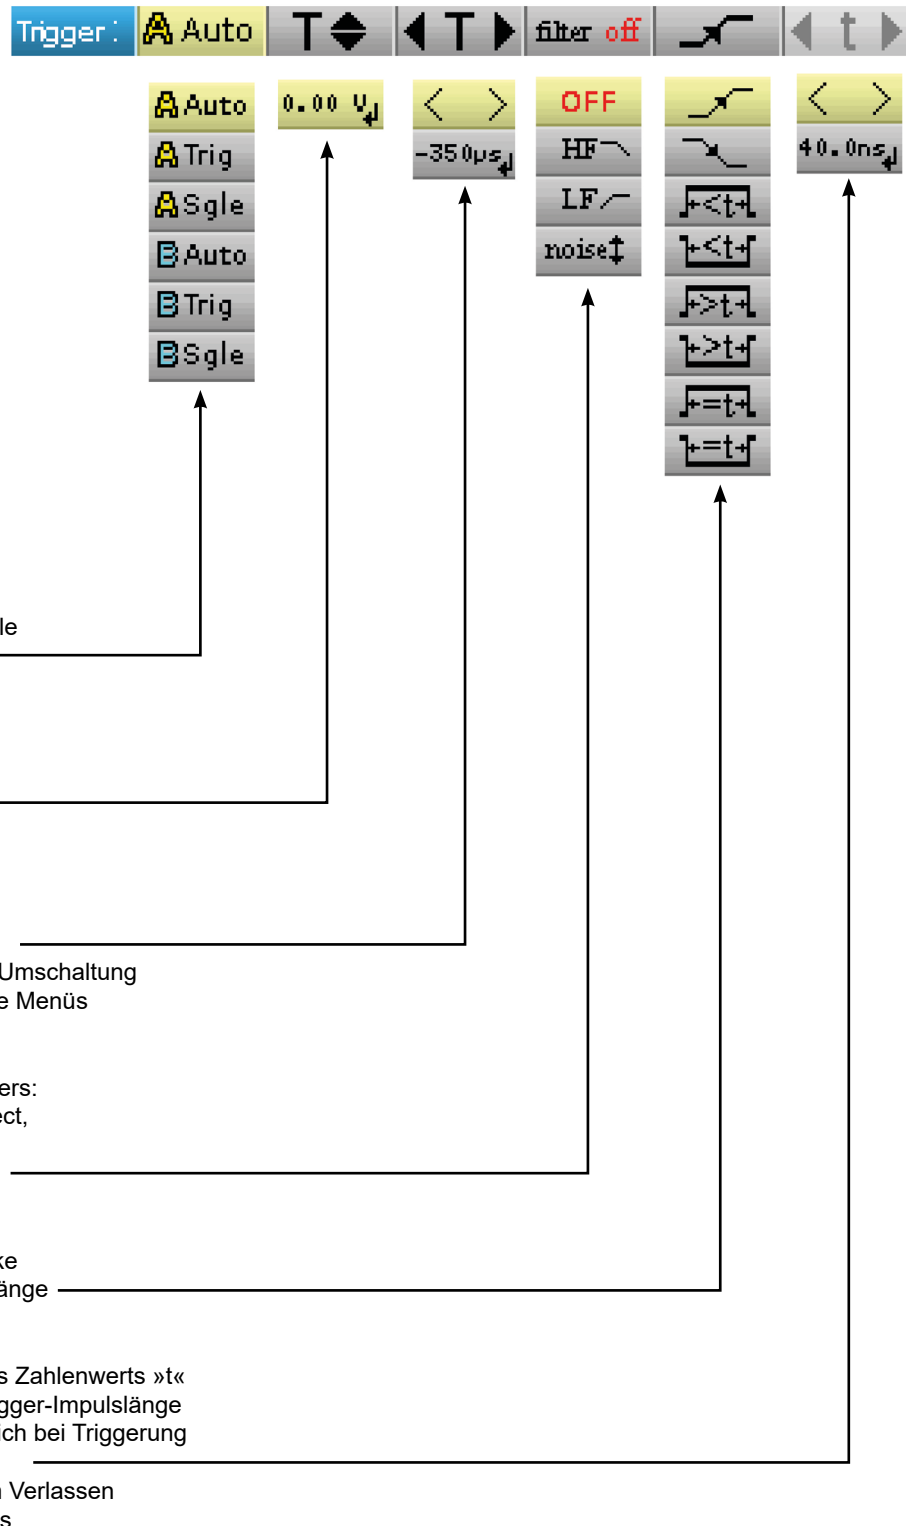 Trigger: A Auto T T filter off t
A Auto
A Trig
A Sgle
B Auto
B Trig
B Sgle
0.00 V
< >
-350µs
OFF
HF
LF
noise
<t
<t
>t
>t
=t
=t
< >
40.0ns
le
Umschaltung
e Menüs
ers:
ect,
ke
änge
s Zahlenwerts »t«
gger-Impulslänge
ich bei Triggerung
n Verlassen
s